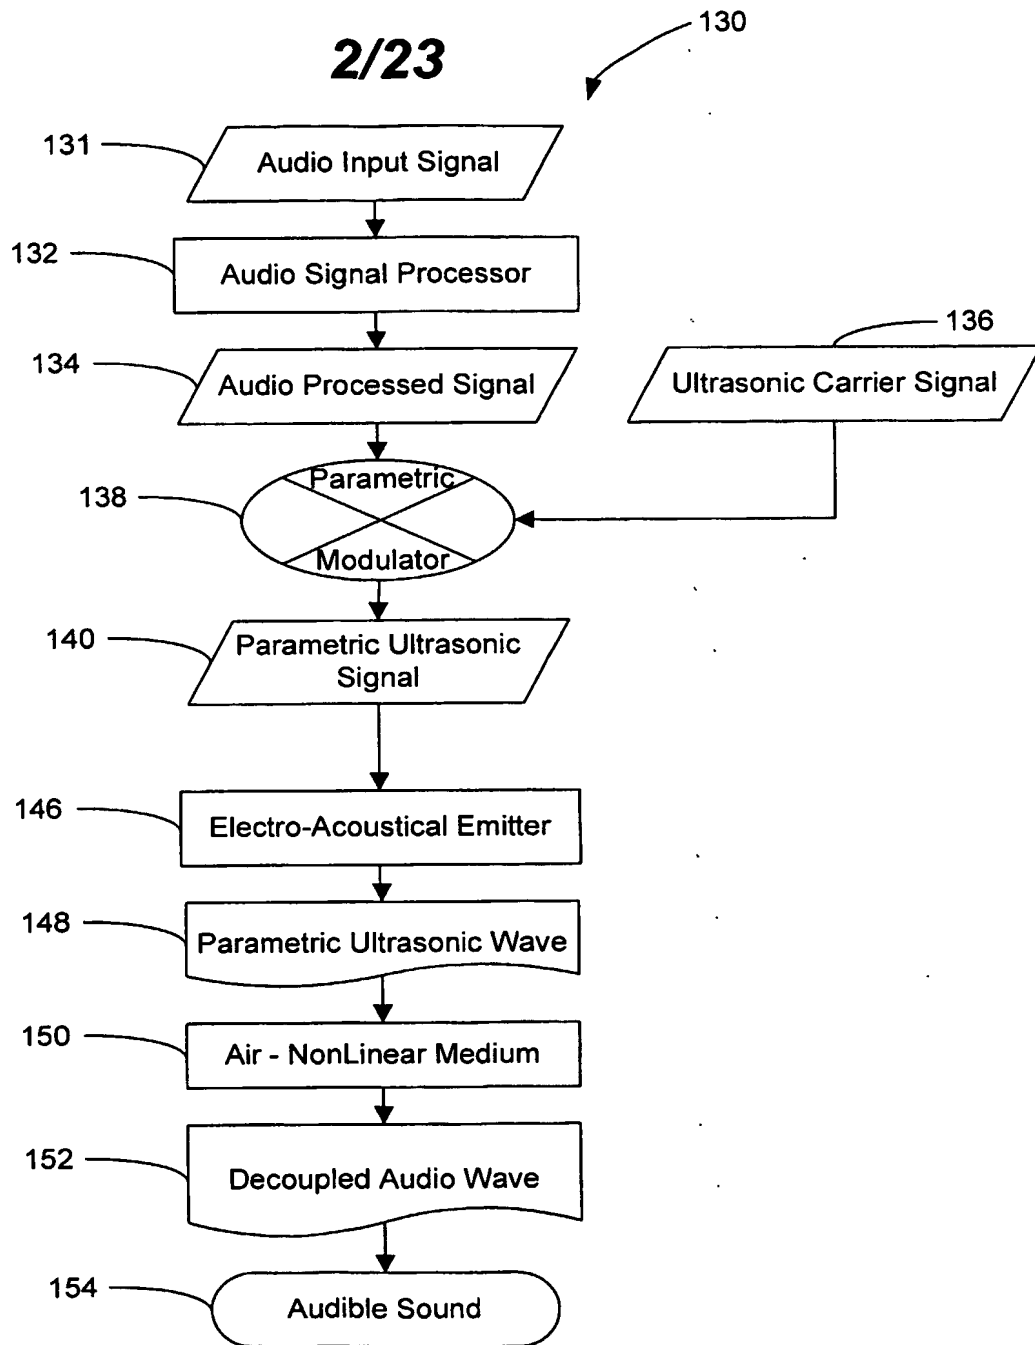 2/23
130
131
Audio Input Signal
132
Audio Signal Processor
134
Audio Processed Signal
136
Ultrasonic Carrier Signal
138
Parametric
Modulator
140
Parametric Ultrasonic
Signal
146
Electro-Acoustical Emitter
148
Parametric Ultrasonic Wave
150
Air - NonLinear Medium
152
Decoupled Audio Wave
154
Audible Sound